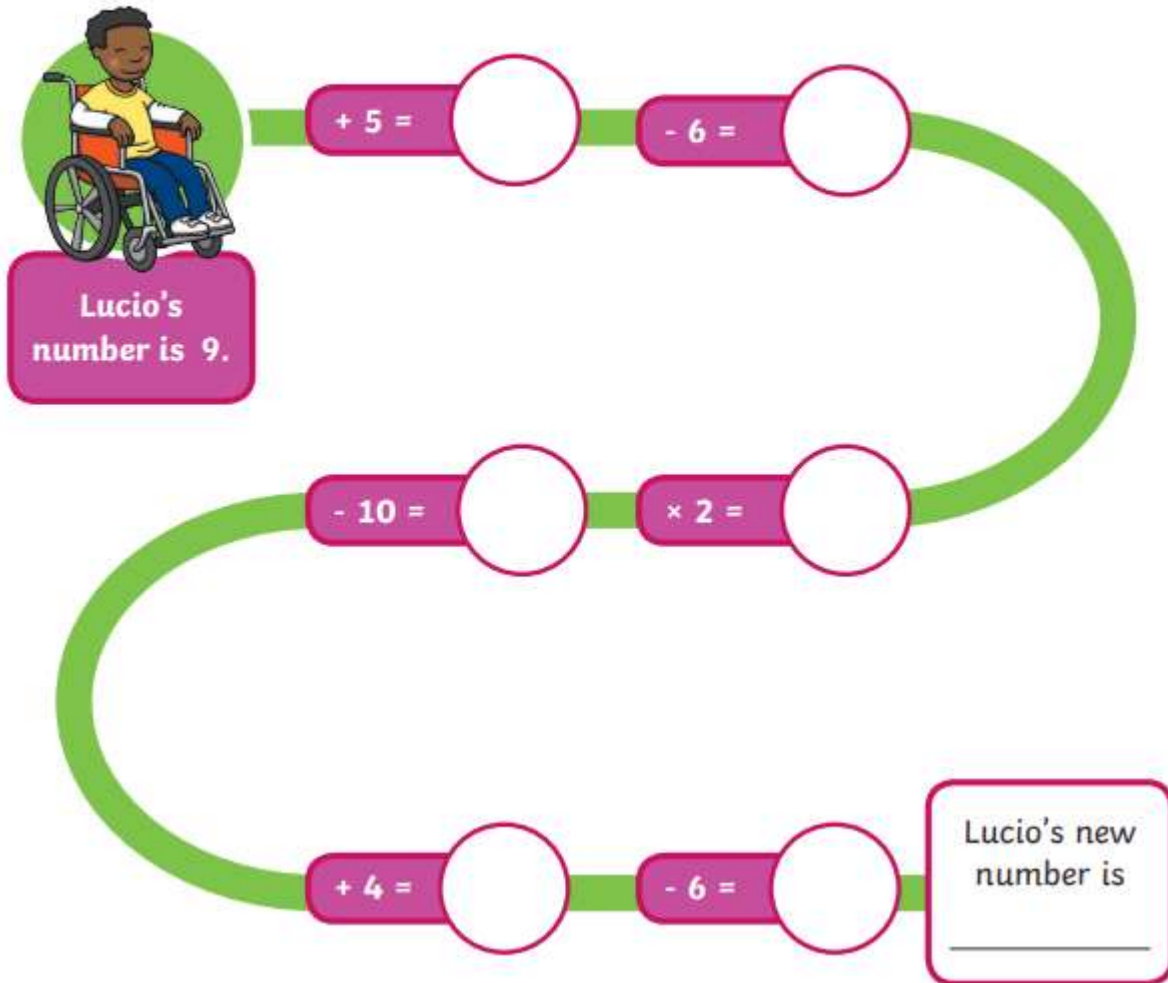 Lucio's
number is 9.
+ 5 =
- 6 =
× 2 =
- 10 =
+ 4 =
- 6 =
Lucio's new
number is